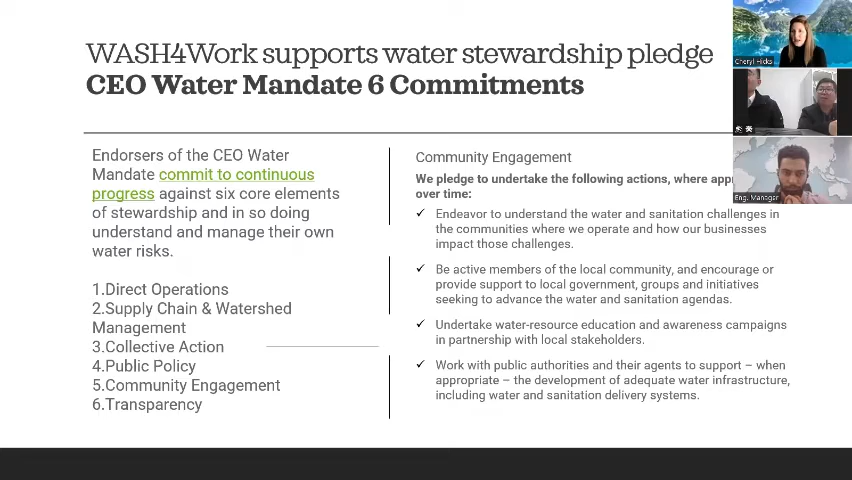 WASH4Work supports water stewardship pledge
CEO Water Mandate 6 Commitments
Endorsers of the CEO Water
Mandate commit to continuous
progress against six core elements
of stewardship and in so doing
understand and manage their own
water risks.
1.Direct Operations
2.Supply Chain & Watershed
Management
3.Collective Action
4.Public Policy
5.Community Engagement
6.Transparency
Community Engagement
We pledge to undertake the following actions, where
over time:
✓ Endeavor to understand the water and sanitation challenges in
the communities where we operate and how our businesses
impact those challenges.
✓ Be active members of the local community, and encourage or
provide support to local government, groups and initiatives
seeking to advance the water and sanitation agendas.
✓ Undertake water-resource education and awareness campaigns
in partnership with local stakeholders.
✓ Work with public authorities and their agents to support – when
appropriate – the development of adequate water infrastructure,
including water and sanitation delivery systems.
Cheryl Hicks
Eng. Manager